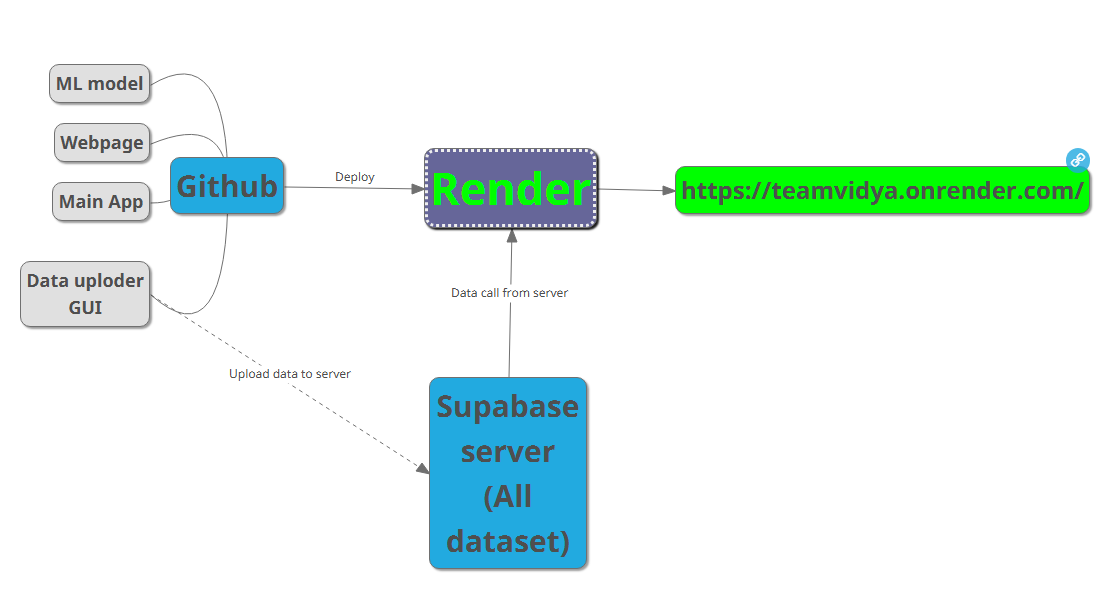 ML model
Webpage
Main App
Data uploder
GUI
Github
Deploy
Render
https://teamvidya.onrender.com/
Data call from server
Upload data to server
Supabase
server
(All
dataset)